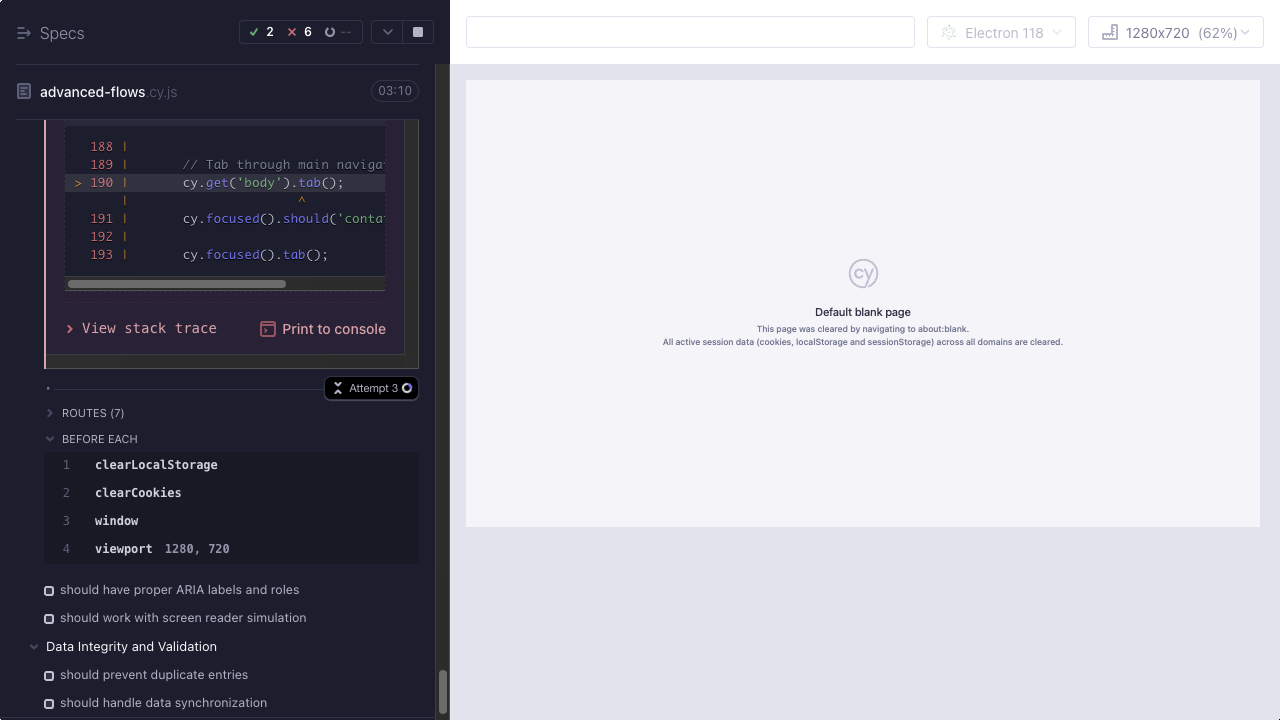 Specs
2
6
--
advanced-flows.cy.js
03:10
188 |
189 | // Tab through main naviga
> 190 | cy.get('body').tab();
| ^
191 | cy.focused().should('conta
192 |
193 | cy.focused().tab();
View stack trace
Print to console
Attempt 3
ROUTES (7)
BEFORE EACH
1 clearLocalStorage
2 clearCookies
3 window
4 viewport 1280, 720
should have proper ARIA labels and roles
should work with screen reader simulation
Data Integrity and Validation
should prevent duplicate entries
should handle data synchronization
Electron 118
1280x720 (62%)
cy
Default blank page
This page was cleared by navigating to about:blank.
All active session data (cookies, localStorage and sessionStorage) across all domains are cleared.